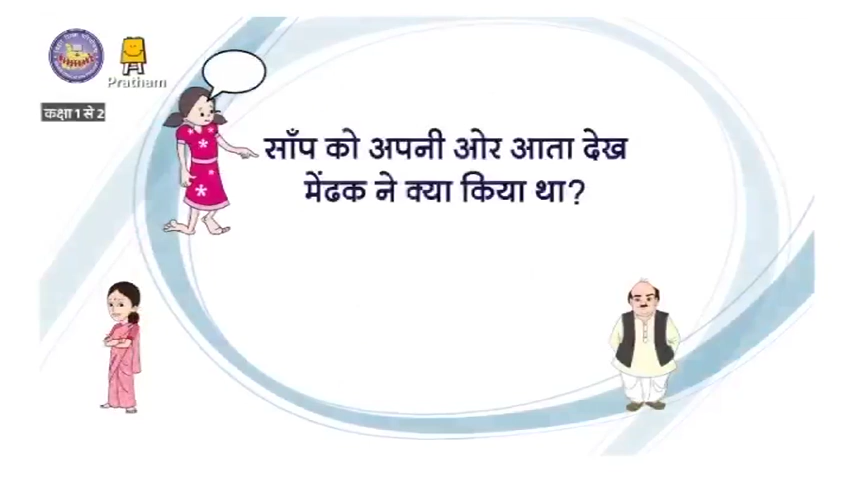 Pratham
कक्षा 1 से 2
साँप को अपनी ओर आता देख
मेंढक ने क्या किया था?